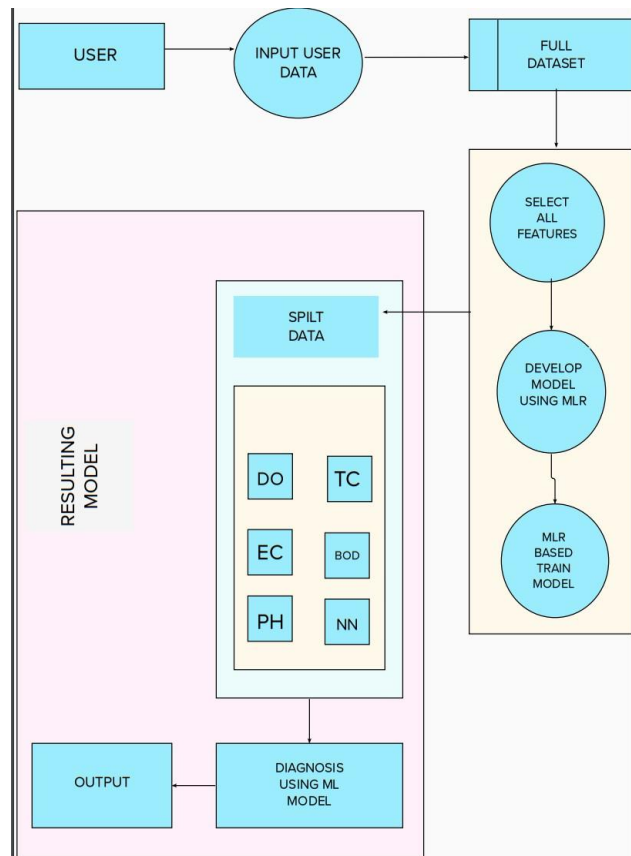 USER
INPUT USER
DATA
FULL
DATASET
SELECT
ALL
FEATURES
DEVELOP
MODEL
USING MLR
MLR
BASED
TRAIN
MODEL
SPILT
DATA
DO
TC
EC
BOD
PH
NN
RESULTING
MODEL
DIAGNOSIS
USING ML
MODEL
OUTPUT